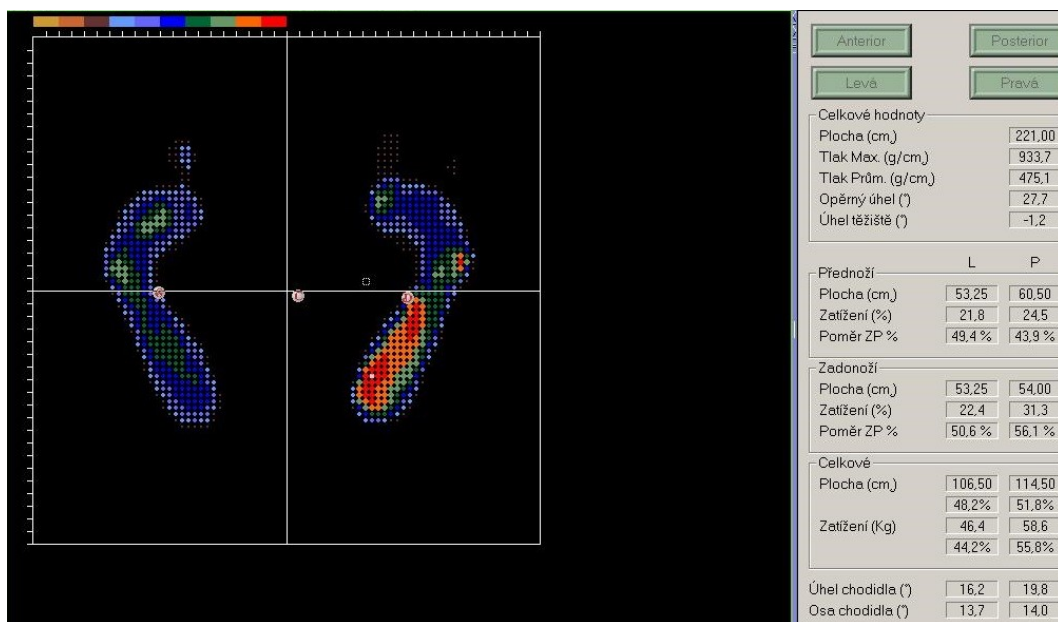 Anterior Posterior
Levá Pravá
Celkové hodnoty
Plocha (cm,) 221,00
Tlak Max. (g/cm,) 933,7
Tlak Prům. (g/cm,) 475,1
Opěrný úhel (°) 27,7
Úhel těžiště (°) -1,2
L P
Přednoží
Plocha (cm,) 53,25 60,50
Zatížení (%) 21,8 24,5
Poměr ZP % 49,4 % 43,9 %
Zadonoží
Plocha (cm,) 53,25 54,00
Zatížení (%) 22,4 31,3
Poměr ZP % 50,6 % 56,1 %
Celkové
Plocha (cm,) 106,50 114,50
48,2% 51,8%
Zatížení (Kg) 46,4 58,6
44,2% 55,8%
Úhel chodidla (°) 16,2 19,8
Osa chodidla (°) 13,7 14,0